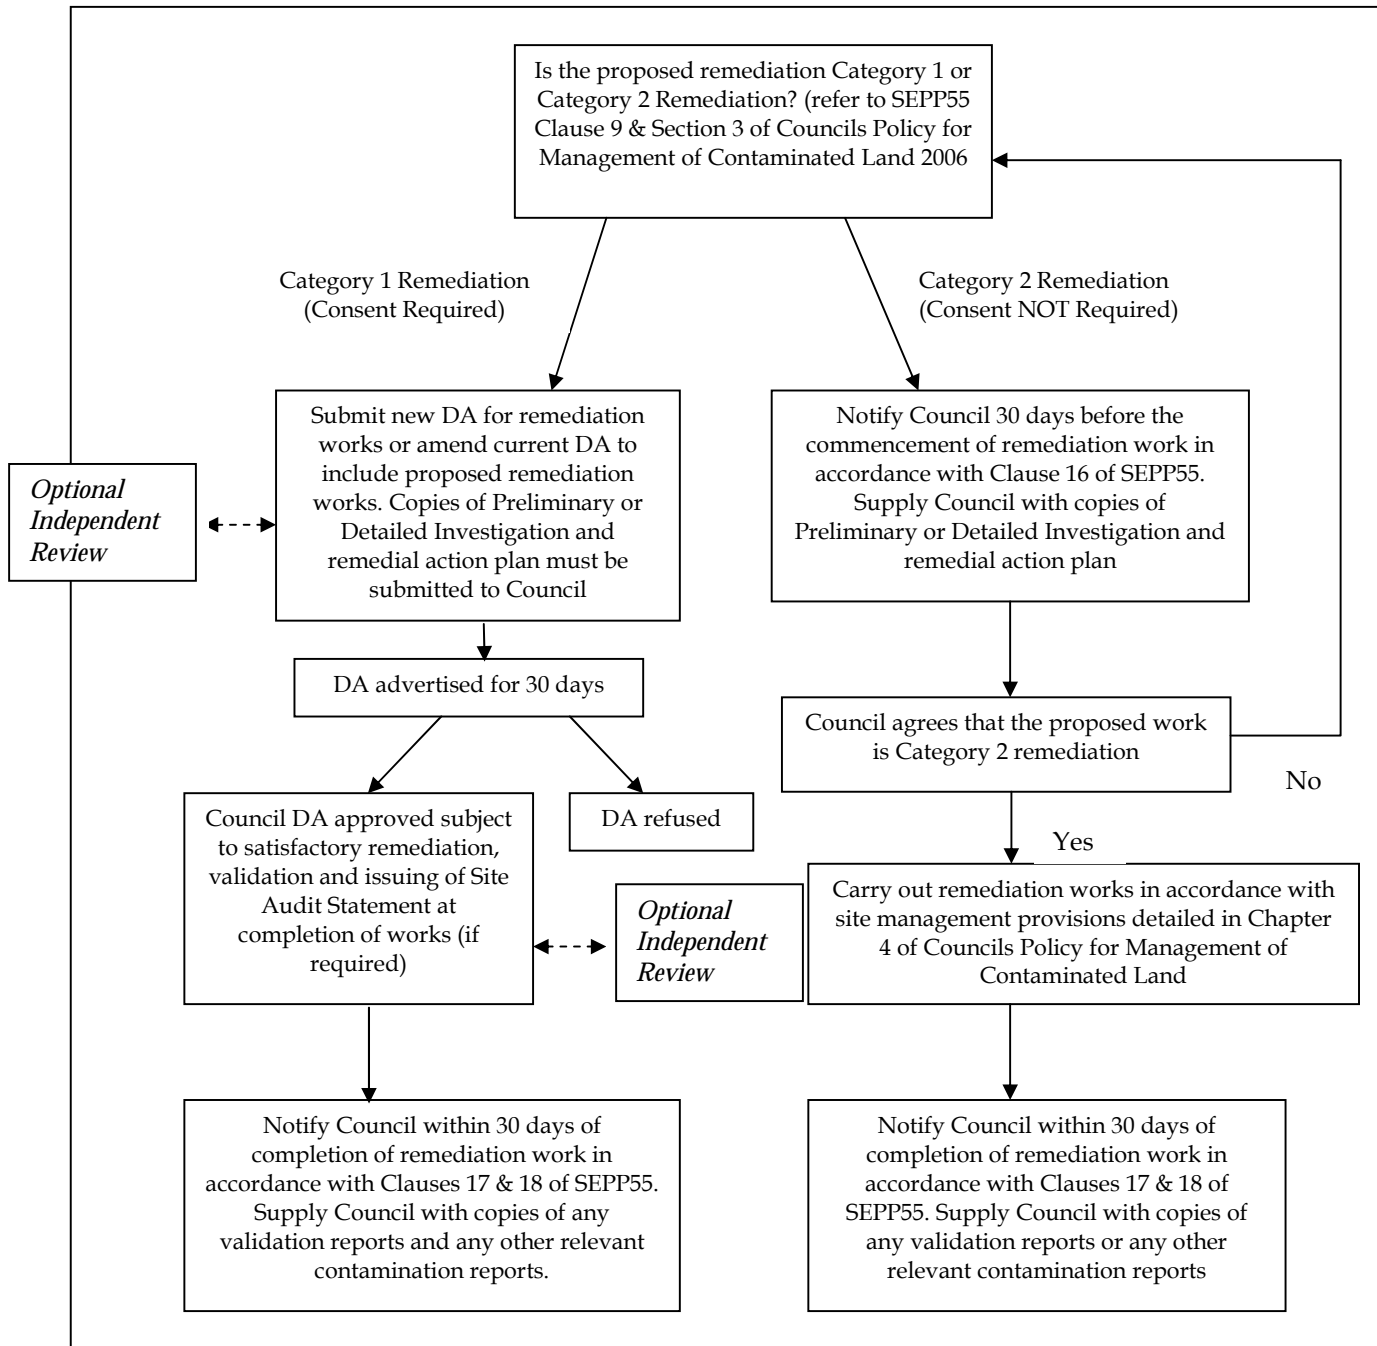 Is the proposed remediation Category 1 or
Category 2 Remediation? (refer to SEPP55
Clause 9 & Section 3 of Councils Policy for
Management of Contaminated Land 2006
Category 1 Remediation
(Consent Required)
Category 2 Remediation
(Consent NOT Required)
Submit new DA for remediation
works or amend current DA to
include proposed remediation
works. Copies of Preliminary or
Detailed Investigation and
remedial action plan must be
submitted to Council
Notify Council 30 days before the
commencement of remediation work in
accordance with Clause 16 of SEPP55.
Supply Council with copies of
Preliminary or Detailed Investigation and
remedial action plan
Optional
Independent
Review
DA advertised for 30 days
Council agrees that the proposed work
is Category 2 remediation
No
Yes
Council DA approved subject
to satisfactory remediation,
validation and issuing of Site
Audit Statement at
completion of works (if
required)
DA refused
Optional
Independent
Review
Carry out remediation works in accordance with
site management provisions detailed in Chapter
4 of Councils Policy for Management of
Contaminated Land
Notify Council within 30 days of
completion of remediation work in
accordance with Clauses 17 & 18 of SEPP55.
Supply Council with copies of any
validation reports and any other relevant
contamination reports.
Notify Council within 30 days of
completion of remediation work in
accordance with Clauses 17 & 18 of
SEPP55. Supply Council with copies of
any validation reports or any other
relevant contamination reports